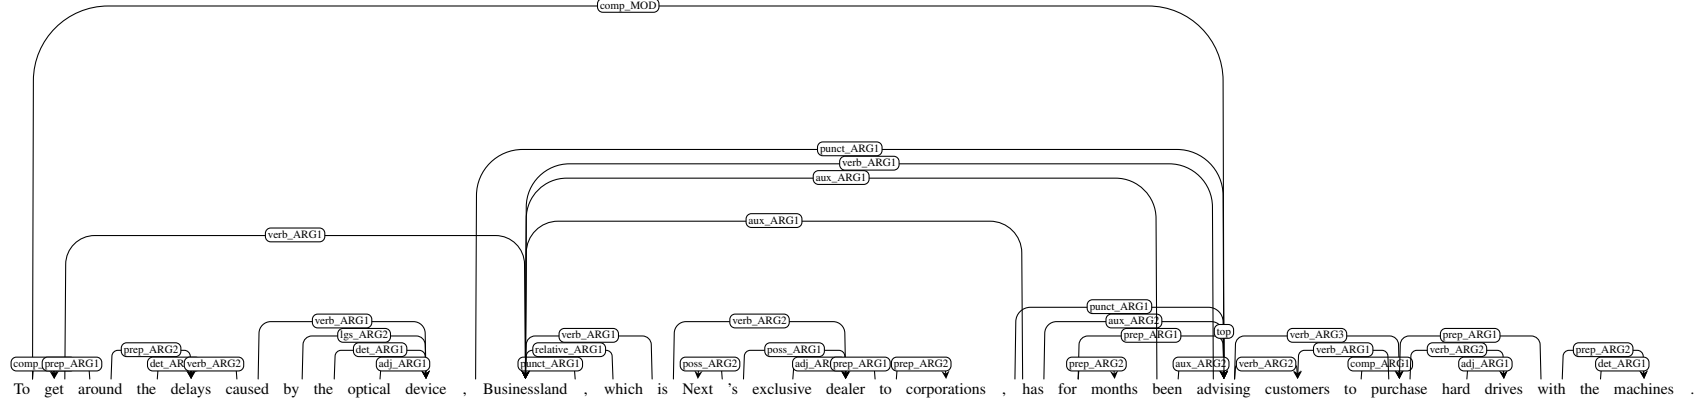 comp_MOD
punct_ARG1
verb_ARG1
aux_ARG1
aux_ARG1
verb_ARG1
punct_ARG1
verb_ARG1 verb_ARG2 aux_ARG2
top
lgs_ARG2 verb_ARG1 prep_ARG1 verb_ARG3 prep_ARG1
prep_ARG2 det_ARG1 relative_ARG1 poss_ARG1 verb_ARG1 verb_ARG2 prep_ARG2
prep_ARG1 verb_ARG2 adj_ARG1 punct_ARG1 poss_ARG2 prep_ARG1 prep_ARG2 prep_ARG2 aux_ARG2 verb_ARG2 comp_ARG1 adj_ARG1 det_ARG1
To get around the delays caused by the optical device , Businessland , which is Next 's exclusive dealer to corporations , has for months been advising customers to purchase hard drives with the machines .